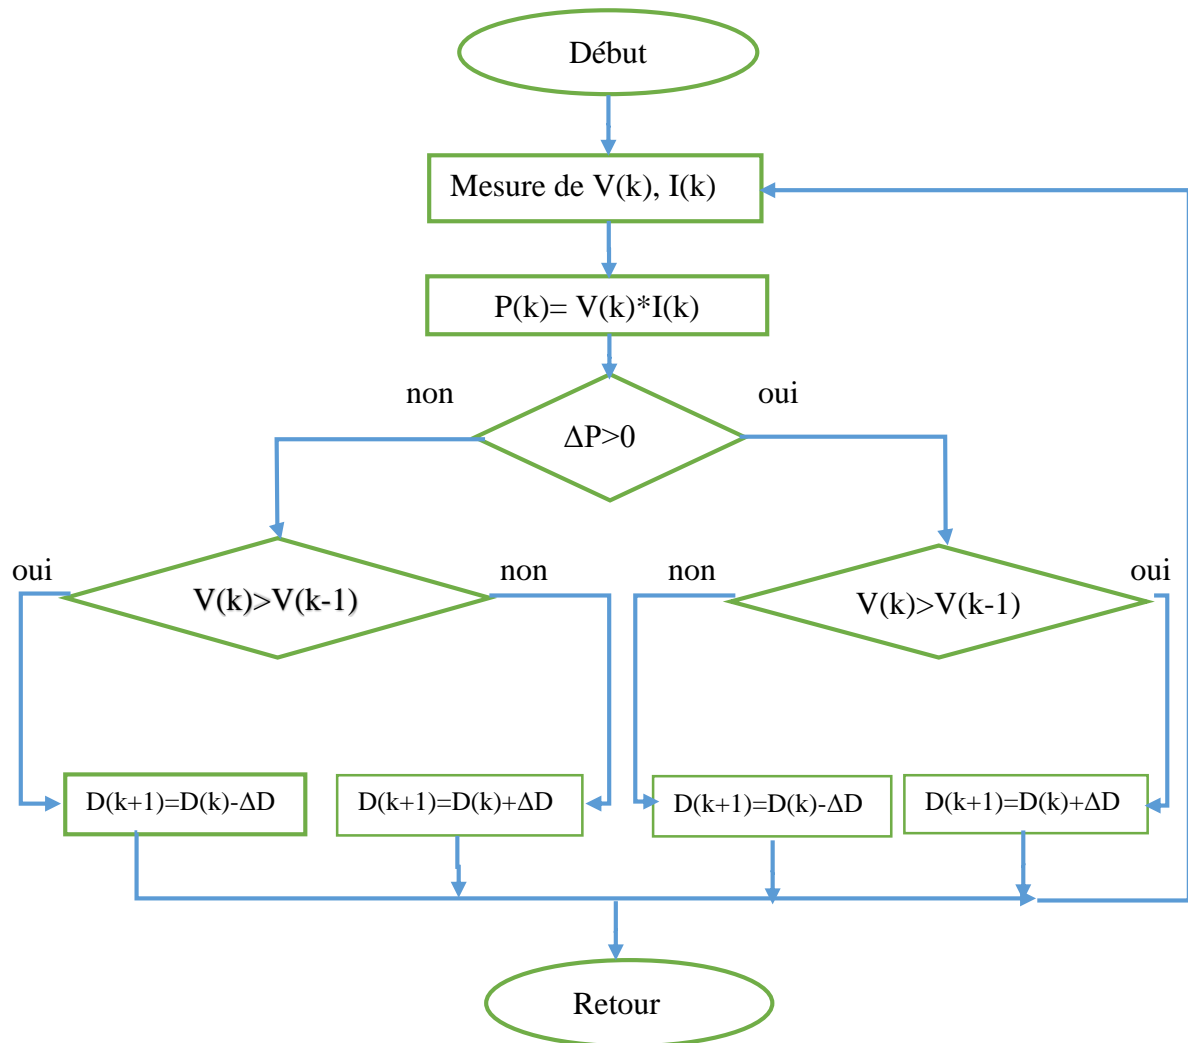 Début
Mesure de V(k), I(k)
P(k)= V(k)*I(k)
non
oui
ΔP>0
oui
V(k)>V(k-1)
non
non
V(k)>V(k-1)
oui
D(k+1)=D(k)-ΔD
D(k+1)=D(k)+ΔD
D(k+1)=D(k)-ΔD
D(k+1)=D(k)+ΔD
Retour